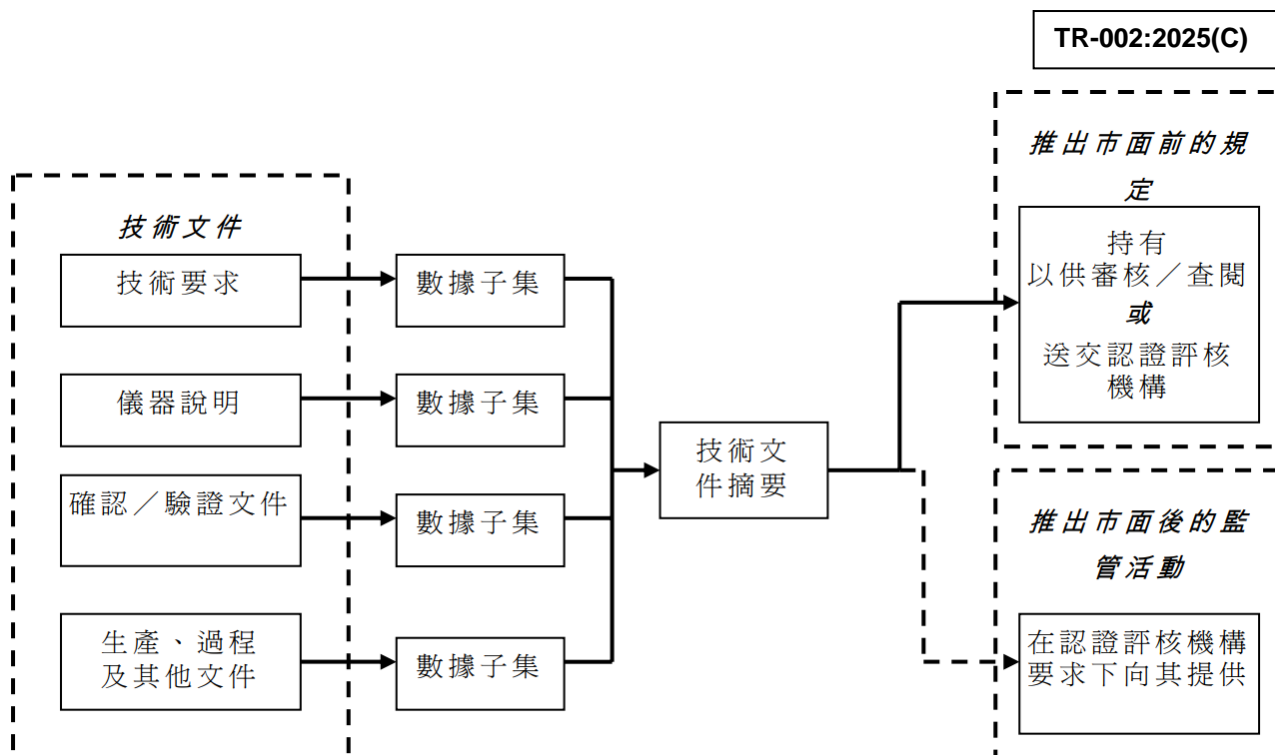 TR-002:2025(C)
技術文件
技術要求
儀器說明
確認／驗證文件
生產、過程
及其他文件
數據子集
數據子集
數據子集
數據子集
技術文
件摘要
推出市面前的規
定
持有
以供審核／查閱
或
送交認證評核
機構
推出市面後的監
管活動
在認證評核機構
要求下向其提供